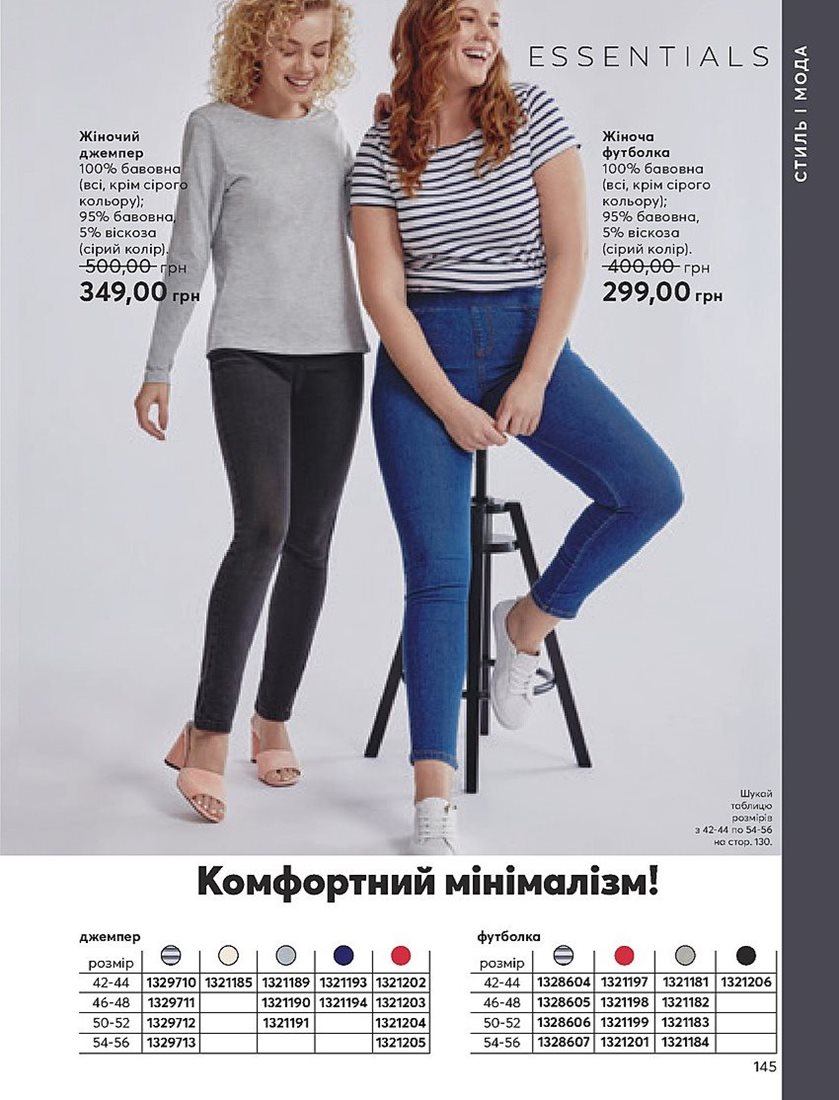 ESSENTIALS
СТИЛЬ І МОДА
Жіночий
джемпер
100% бавовна
(всі, крім сірого
кольору);
95% бавовна,
5% віскоза
(сірий колір).
500,00 грн
349,00 грн
Жіноча
футболка
100% бавовна
(всі, крім сірого
кольору);
95% бавовна,
5% віскоза
(сірий колір).
400,00 грн
299,00 грн
Шукай
таблицю
розмірів
з 42-44 по 54-56
на стор. 130.
Комфортний мінімалізм!
джемпер
розмір
42-44 1329710 1321185 1321189 1321193 1321202
46-48 1329711 1321190 1321194 1321203
50-52 1329712 1321191 1321204
54-56 1329713 1321205
футболка
розмір
42-44 1328604 1321197 1321181 1321206
46-48 1328605 1321198 1321182
50-52 1328606 1321199 1321183
54-56 1328607 1321201 1321184
145